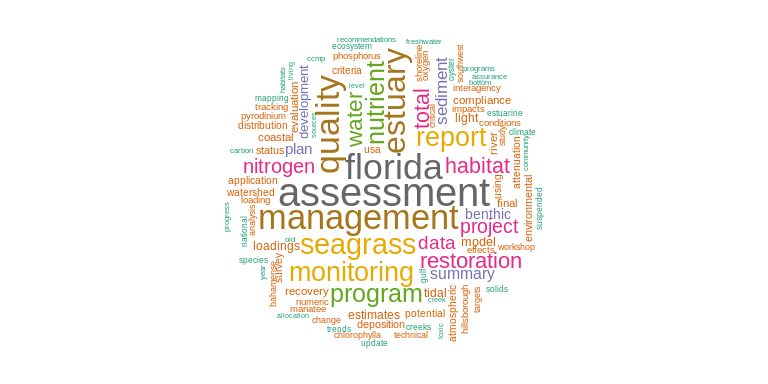 recommendations
freshwater
ecosystem
phosphorus
ccmp
criteria
habitats
living
level
mapping
tracking
pyrodinium
distribution
evaluation
development
sources
coastal
carbon
status
plan
quality
water
nutrient
estuary
usa
total
critical
shoreline
oxygen
sediment
oyster
southwest
programs
assurance
bottom
interagency
compliance
impacts
estuarine
light
conditions
climate
river
study
community
attenuation
report
nitrogen
florida
habitat
application
watershed
loading
assessment
using
final
environmental
suspended
progress
national
analysis
management
benthic
project
old
loadings
seagrass
data
model
effects
workshop
species
year
bahamense
survey
monitoring
gulf
restoration
summary
recovery
numeric
manatee
program
tidal
creek
solids
targets
hillsborough
atmospheric
allocation
change
estimates
potential
trends
deposition
creeks
toxic
chlorophylla
technical
update